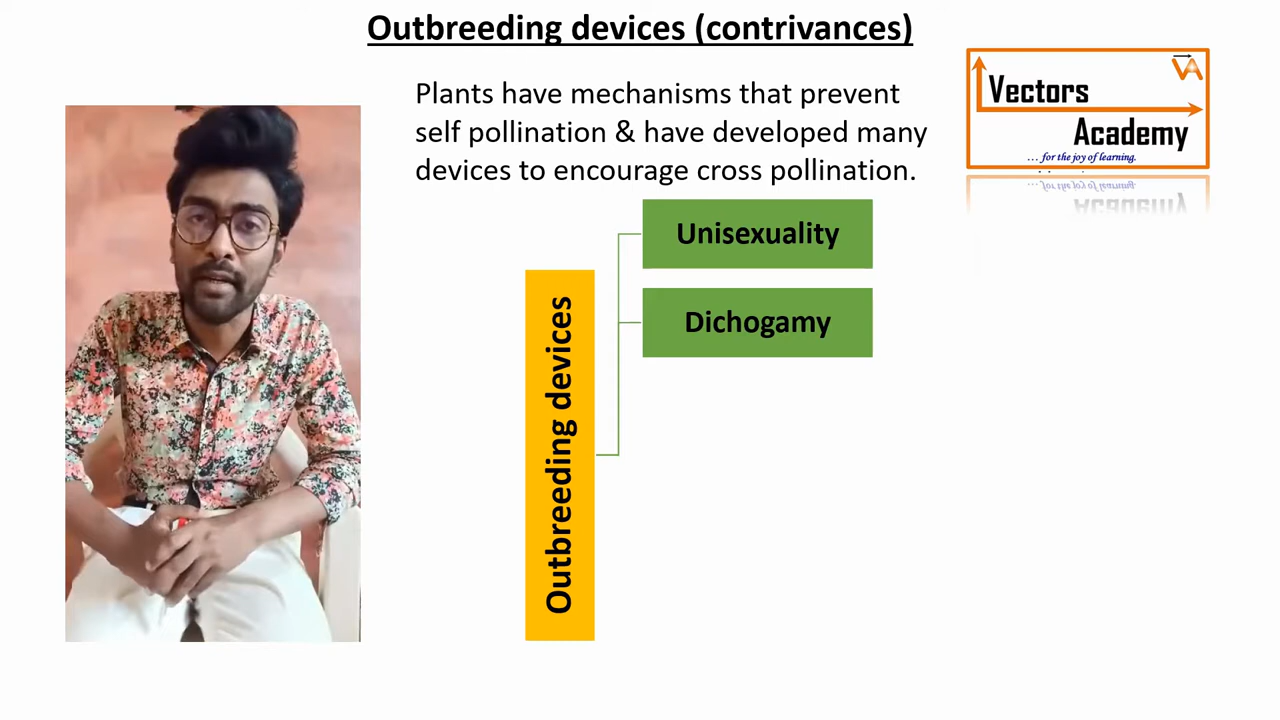 Outbreeding devices (contrivances)
Plants have mechanisms that prevent
self pollination & have developed many
devices to encourage cross pollination.
Vectors
Academy
... for the joy of learning.
VA
Unisexuality
Dichogamy
Outbreeding devices